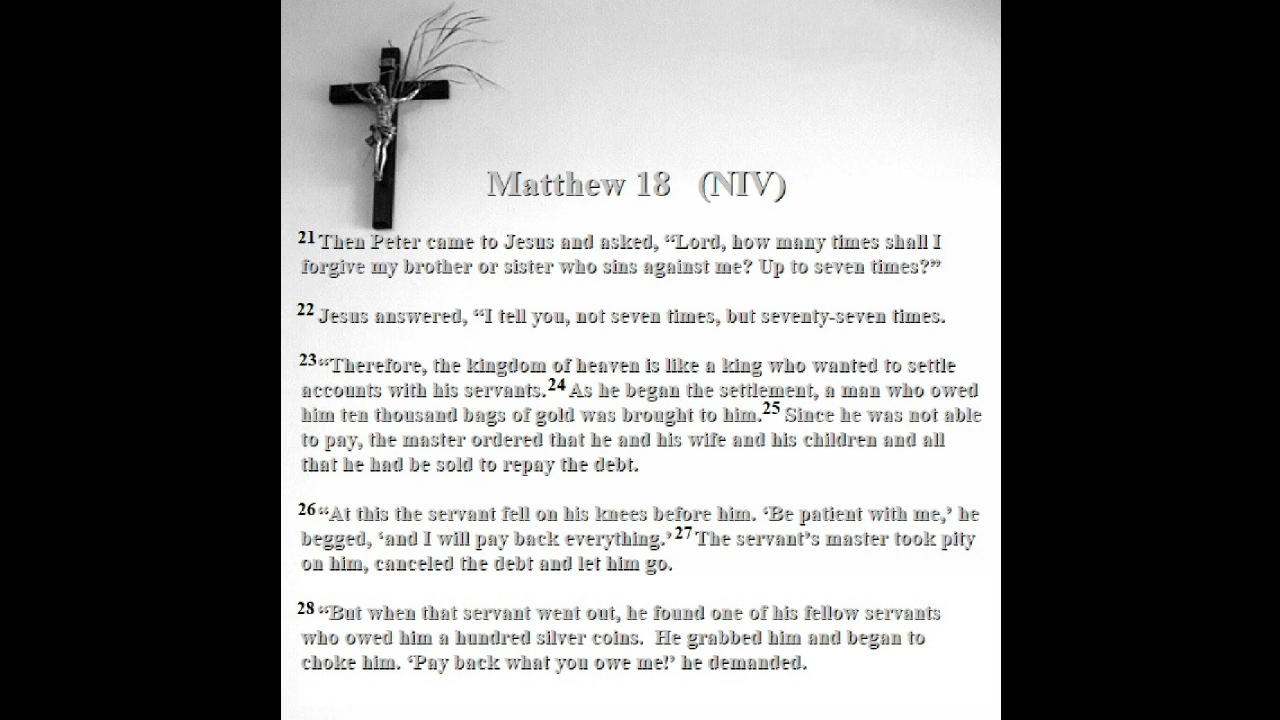 Matthew 18 (NIV)
21 Then Peter came to Jesus and asked, “Lord, how many times shall I
forgive my brother or sister who sins against me? Up to seven times?”
22 Jesus answered, “I tell you, not seven times, but seventy-seven times.
23 “Therefore, the kingdom of heaven is like a king who wanted to settle
accounts with his servants. 24 As he began the settlement, a man who owed
him ten thousand bags of gold was brought to him. 25 Since he was not able
to pay, the master ordered that he and his wife and his children and all
that he had be sold to repay the debt.
26 “At this the servant fell on his knees before him. ‘Be patient with me,’ he
begged, ‘and I will pay back everything.’ 27 The servant’s master took pity
on him, canceled the debt and let him go.
28 “But when that servant went out, he found one of his fellow servants
who owed him a hundred silver coins. He grabbed him and began to
choke him. ‘Pay back what you owe me!’ he demanded.